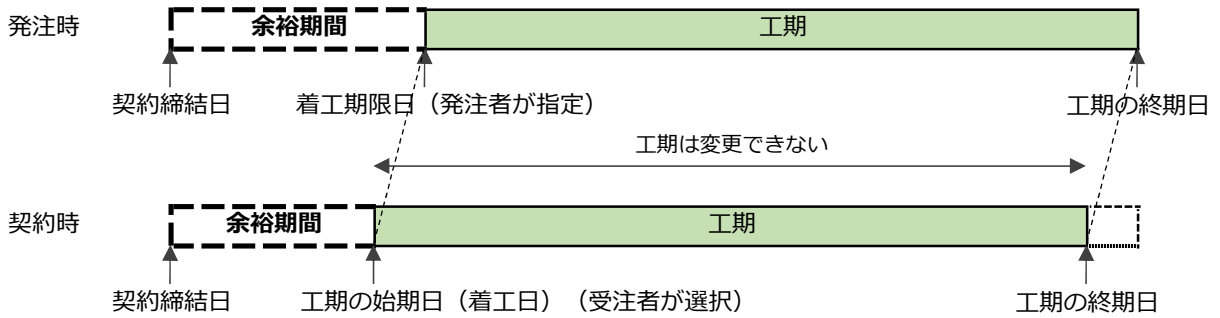 発注時
余裕期間
工期
契約締結日
着工期限日（発注者が指定）
工期の終期日
工期は変更できない
契約時
余裕期間
工期
契約締結日
工期の始期日（着工日）（受注者が選択）
工期の終期日